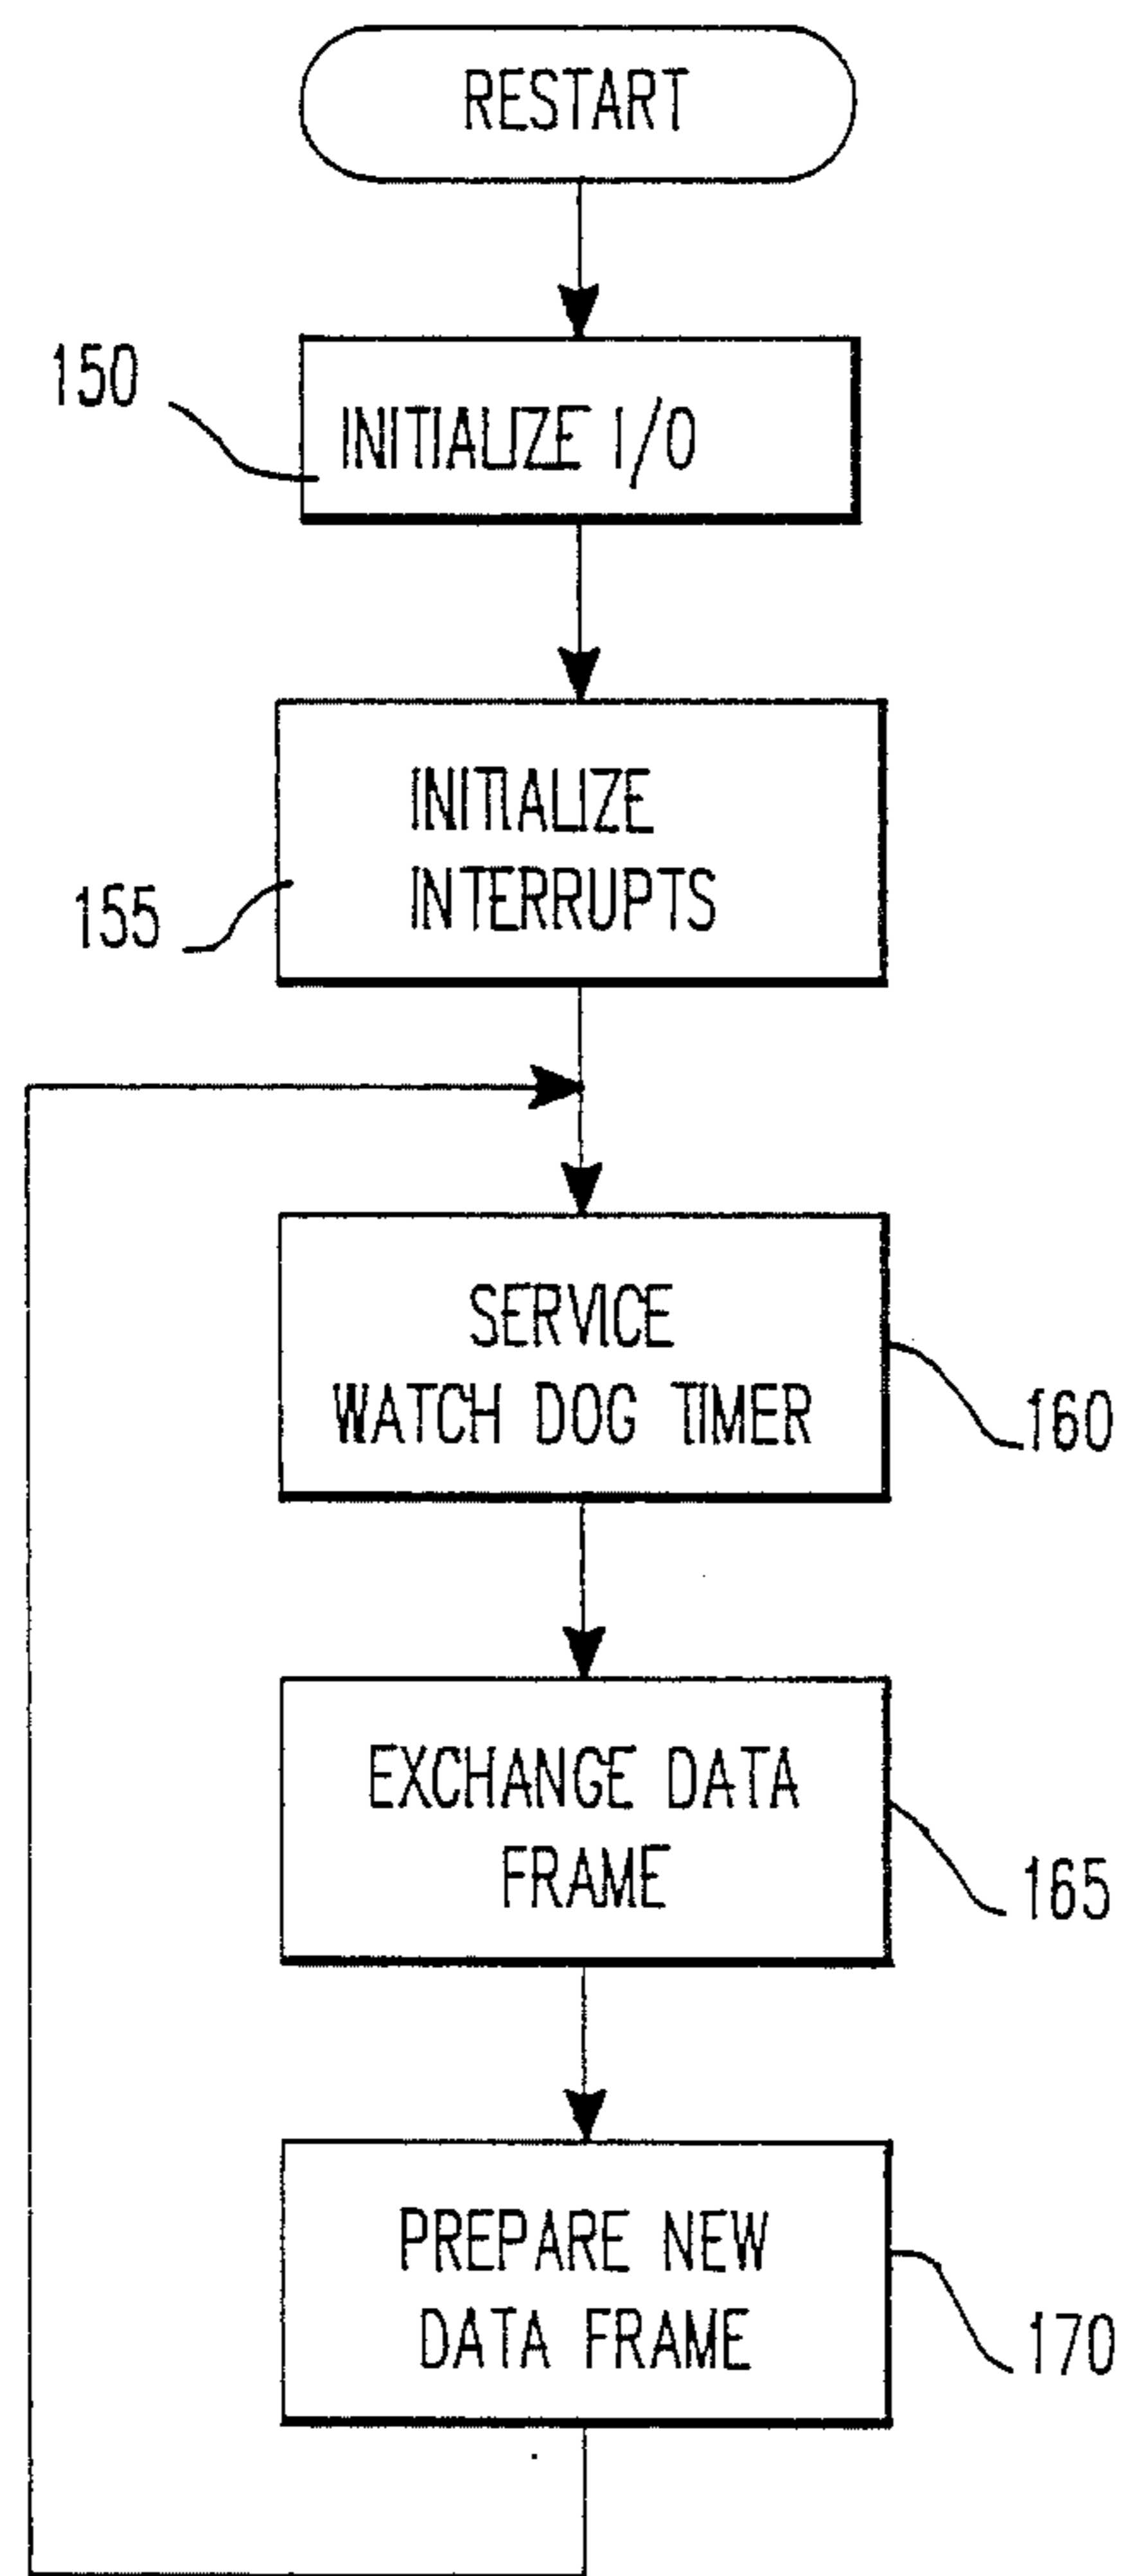 RESTART
150
INITIALIZE I/O
INITIALIZE
INTERRUPTS
155
SERVICE
WATCH DOG TIMER
160
EXCHANGE DATA
FRAME
165
PREPARE NEW
DATA FRAME
170